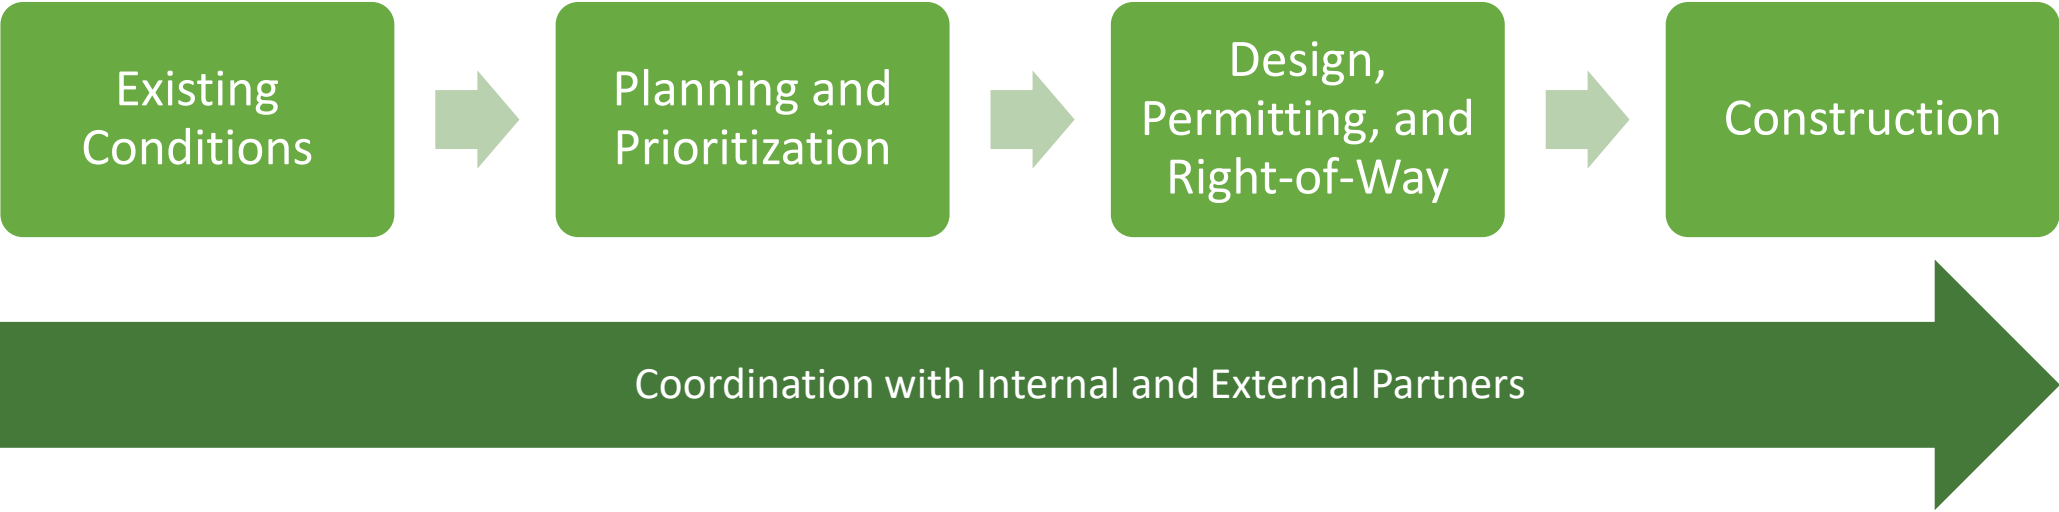 Existing
Conditions
Planning and
Prioritization
Design,
Permitting, and
Right-of-Way
Construction
Coordination with Internal and External Partners